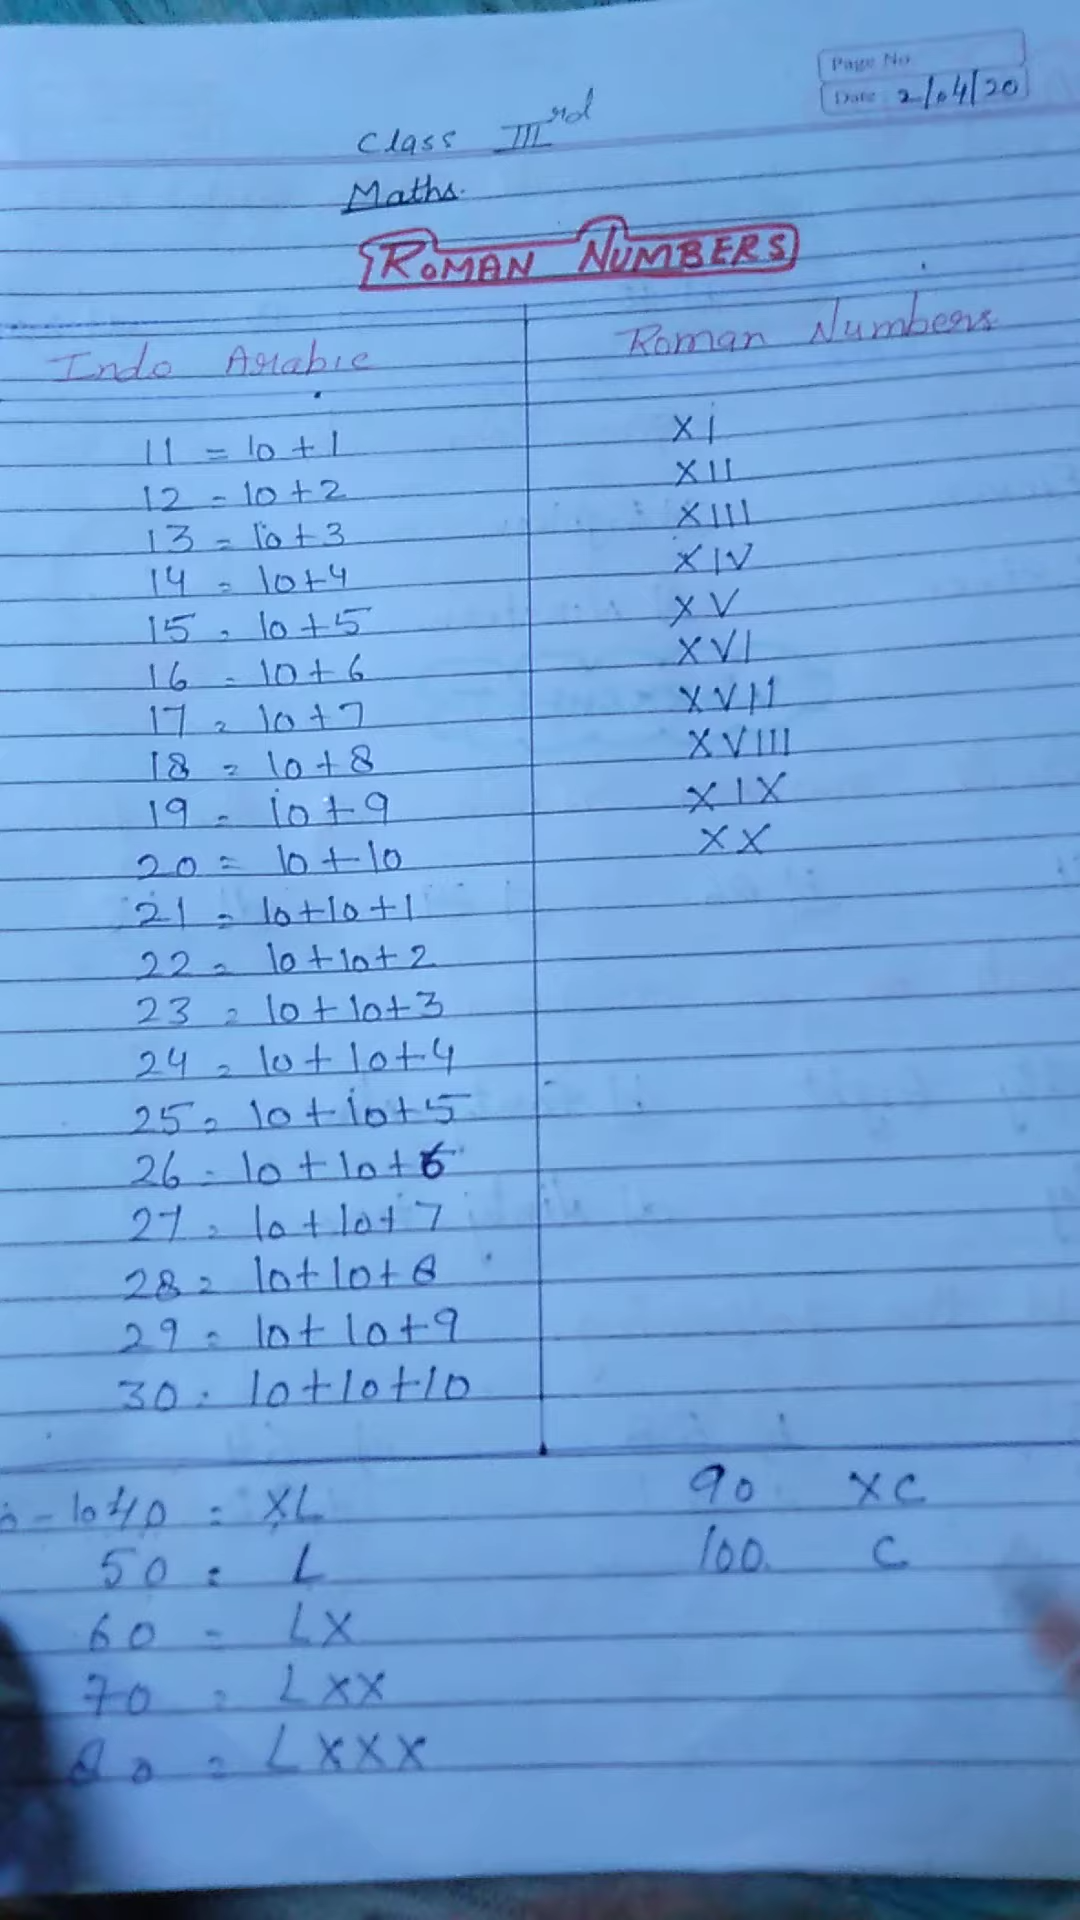 Page No
Date 2/04/20
Class IIIrd
Maths.
ROMAN NUMBERS
Indo Arabic Roman Numbers
11 = 10 + 1 XI
12 = 10 + 2 XII
13 = 10 + 3 XIII
14 = 10 + 4 XIV
15 = 10 + 5 XV
16 = 10 + 6 XVI
17 = 10 + 7 XVII
18 = 10 + 8 XVIII
19 = 10 + 9 XIX
20 = 10 + 10 XX
21 = 10 + 10 + 1
22 = 10 + 10 + 2
23 = 10 + 10 + 3
24 = 10 + 10 + 4
25 = 10 + 10 + 5
26 = 10 + 10 + 6
27 = 10 + 10 + 7
28 = 10 + 10 + 8
29 = 10 + 10 + 9
30 = 10 + 10 + 10
- 10 40 = XL 90 XC
50 = L 100. C
60 = LX
70 = LXX
80 = LXXX